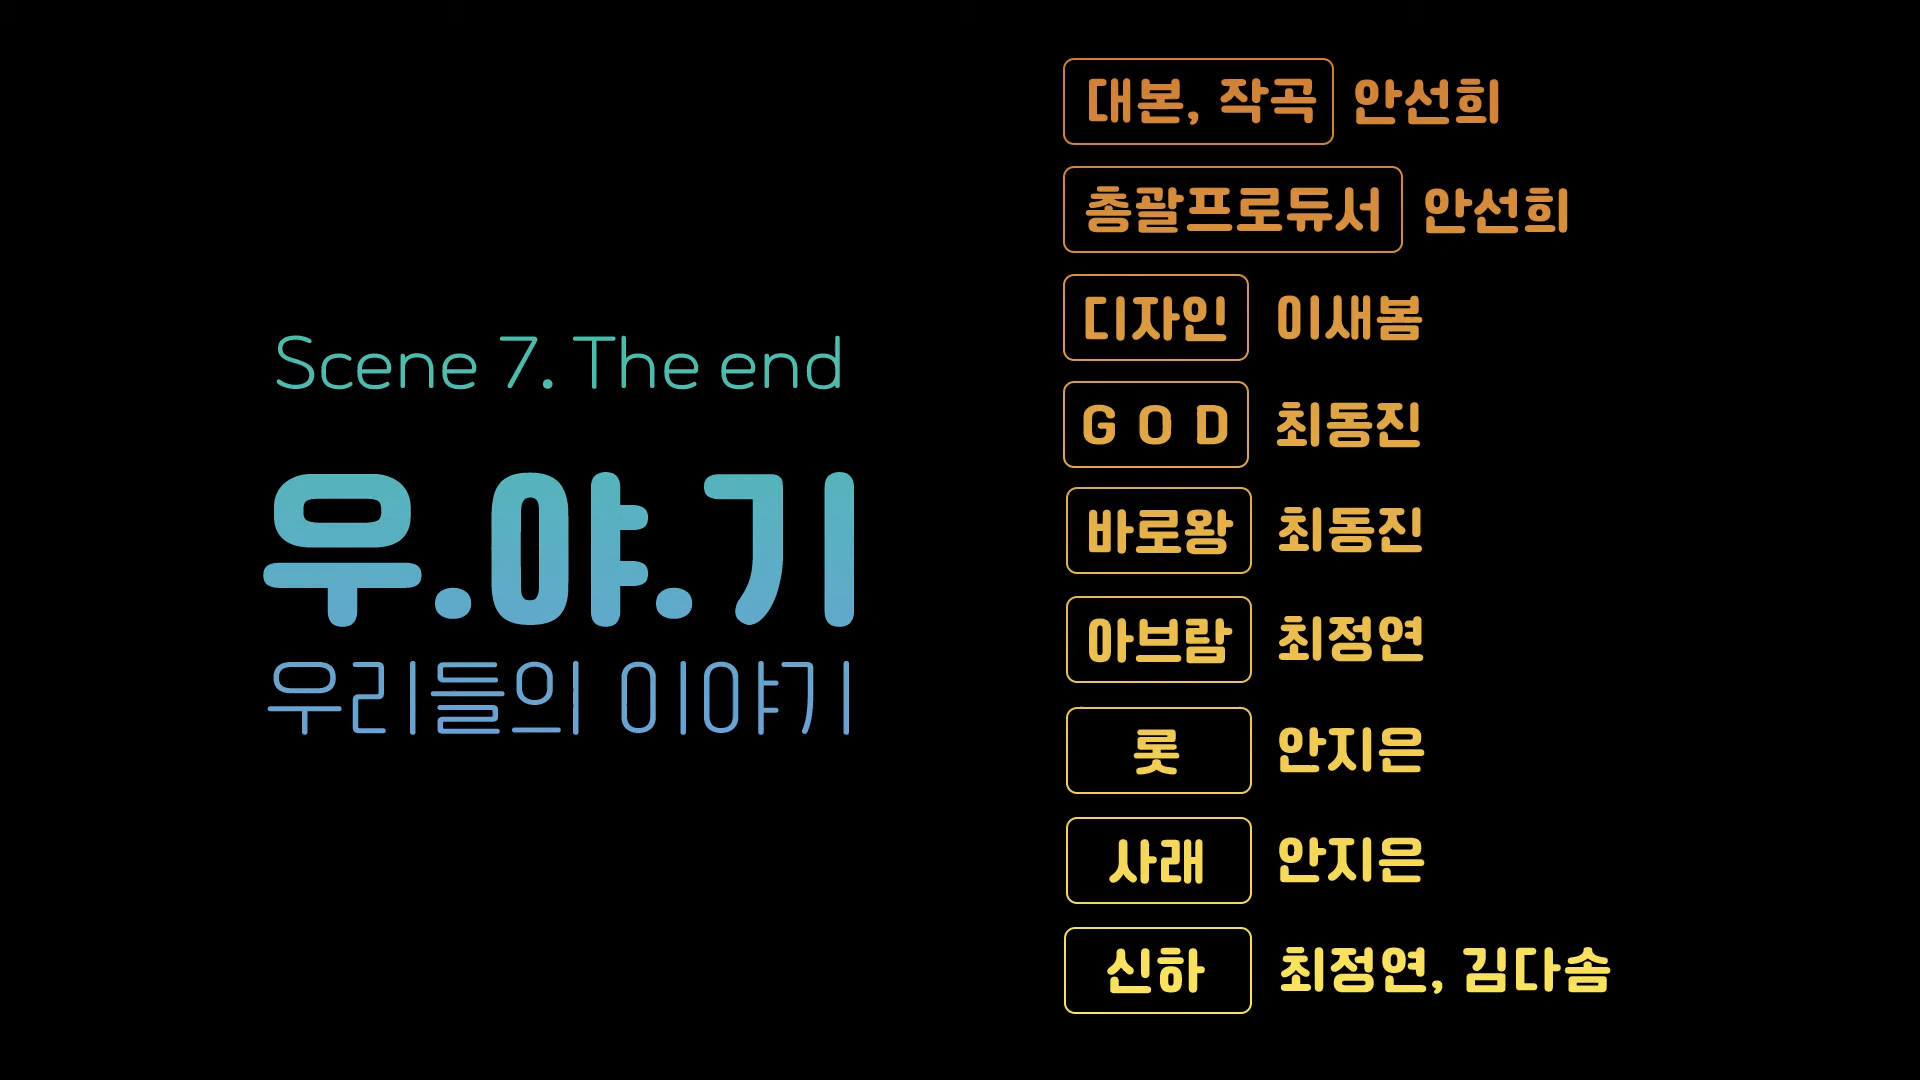 Scene 7. The end
우.야.기
우리들의 이야기
대본, 작곡 안선희
총괄프로듀서 안선희
디자인 이새봄
G O D 최동진
바로왕 최동진
아브람 최정연
롯 안지은
사래 안지은
신하 최정연, 김다솜